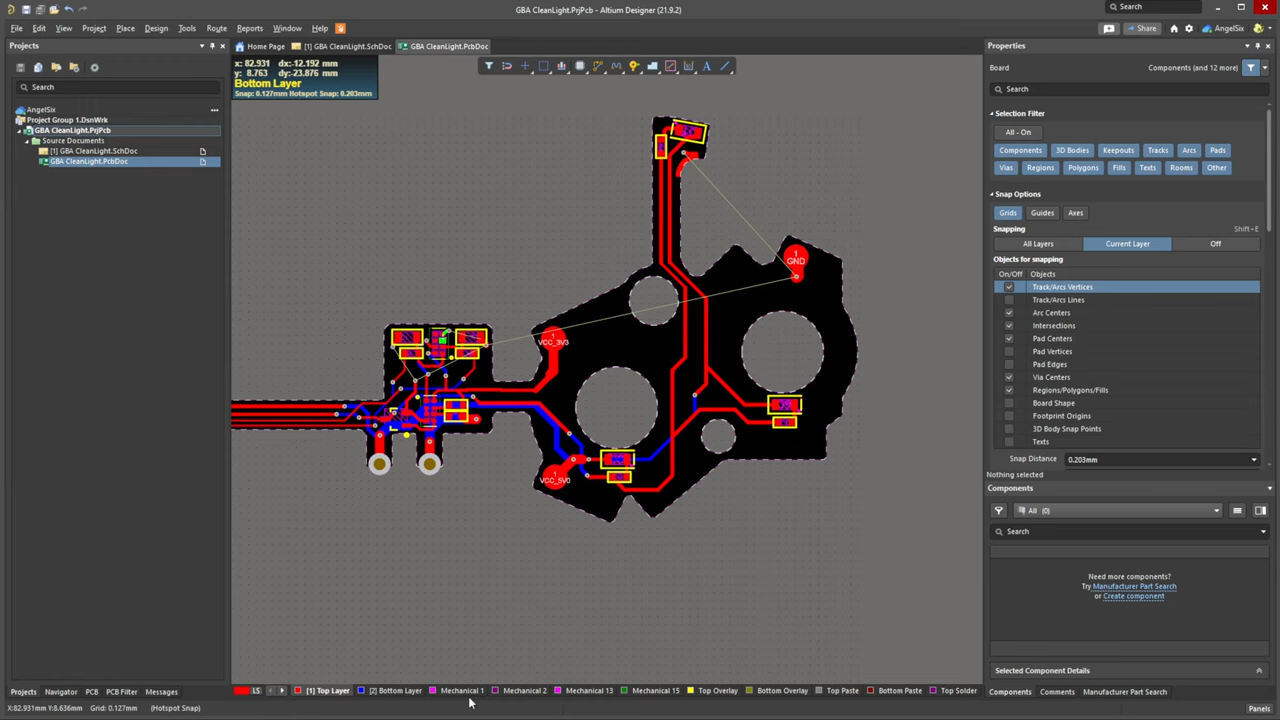 GBA CleanLight.PrjPcb - Altium Designer (21.9.2)
Search
File Edit View Project Place Design Tools Route Reports Window Help
Share AngelSix
Projects
Home Page [1] GBA CleanLight.SchDoc GBA CleanLight.PcbDoc
Properties
Search
AngelSix
Project Group 1.DsnWrk
GBA CleanLight.PrjPcb
Source Documents
[1] GBA CleanLight.SchDoc
GBA CleanLight.PcbDoc
x: 82.931 dx:-12.192 mm
y: 8.763 dy:-23.876 mm
Bottom Layer
Snap: 0.127mm Hotspot Snap: 0.203mm
1
GND
1
VCC_3V3
1
VCC_5V0
Board Components (and 12 more)
Search
Selection Filter
All - On
Components 3D Bodies Keepouts Tracks Arcs Pads
Vias Regions Polygons Fills Texts Rooms Other
Snap Options
Grids Guides Axes
Snapping Shift+E
All Layers Current Layer Off
Objects for snapping
On/Off Objects
Track/Arcs Vertices
Track/Arcs Lines
Arc Centers
Intersections
Pad Centers
Pad Vertices
Pad Edges
Via Centers
Regions/Polygons/Fills
Board Shape
Footprint Origins
3D Body Snap Points
Texts
Snap Distance 0.203mm
Nothing selected
Components
All (0)
Search
Need more components?
Try Manufacturer Part Search
or Create component
Selected Component Details
Projects Navigator PCB PCB Filter Messages
LS [1] Top Layer [2] Bottom Layer Mechanical 1 Mechanical 2 Mechanical 13 Mechanical 15 Top Overlay Bottom Overlay Top Paste Bottom Paste Top Solder
Components Comments Manufacturer Part Search
X:82.931mm Y:8.636mm Grid: 0.127mm (Hotspot Snap)
Panels